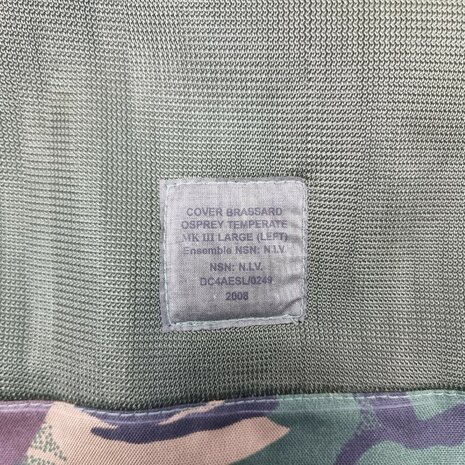 COVER BRASSARD
OSPREY TEMPERATE
MK III LARGE (LEFT)
Ensemble NSN: N.I.V.
NSN: N.I.V.
DC4AESL/0249
2008